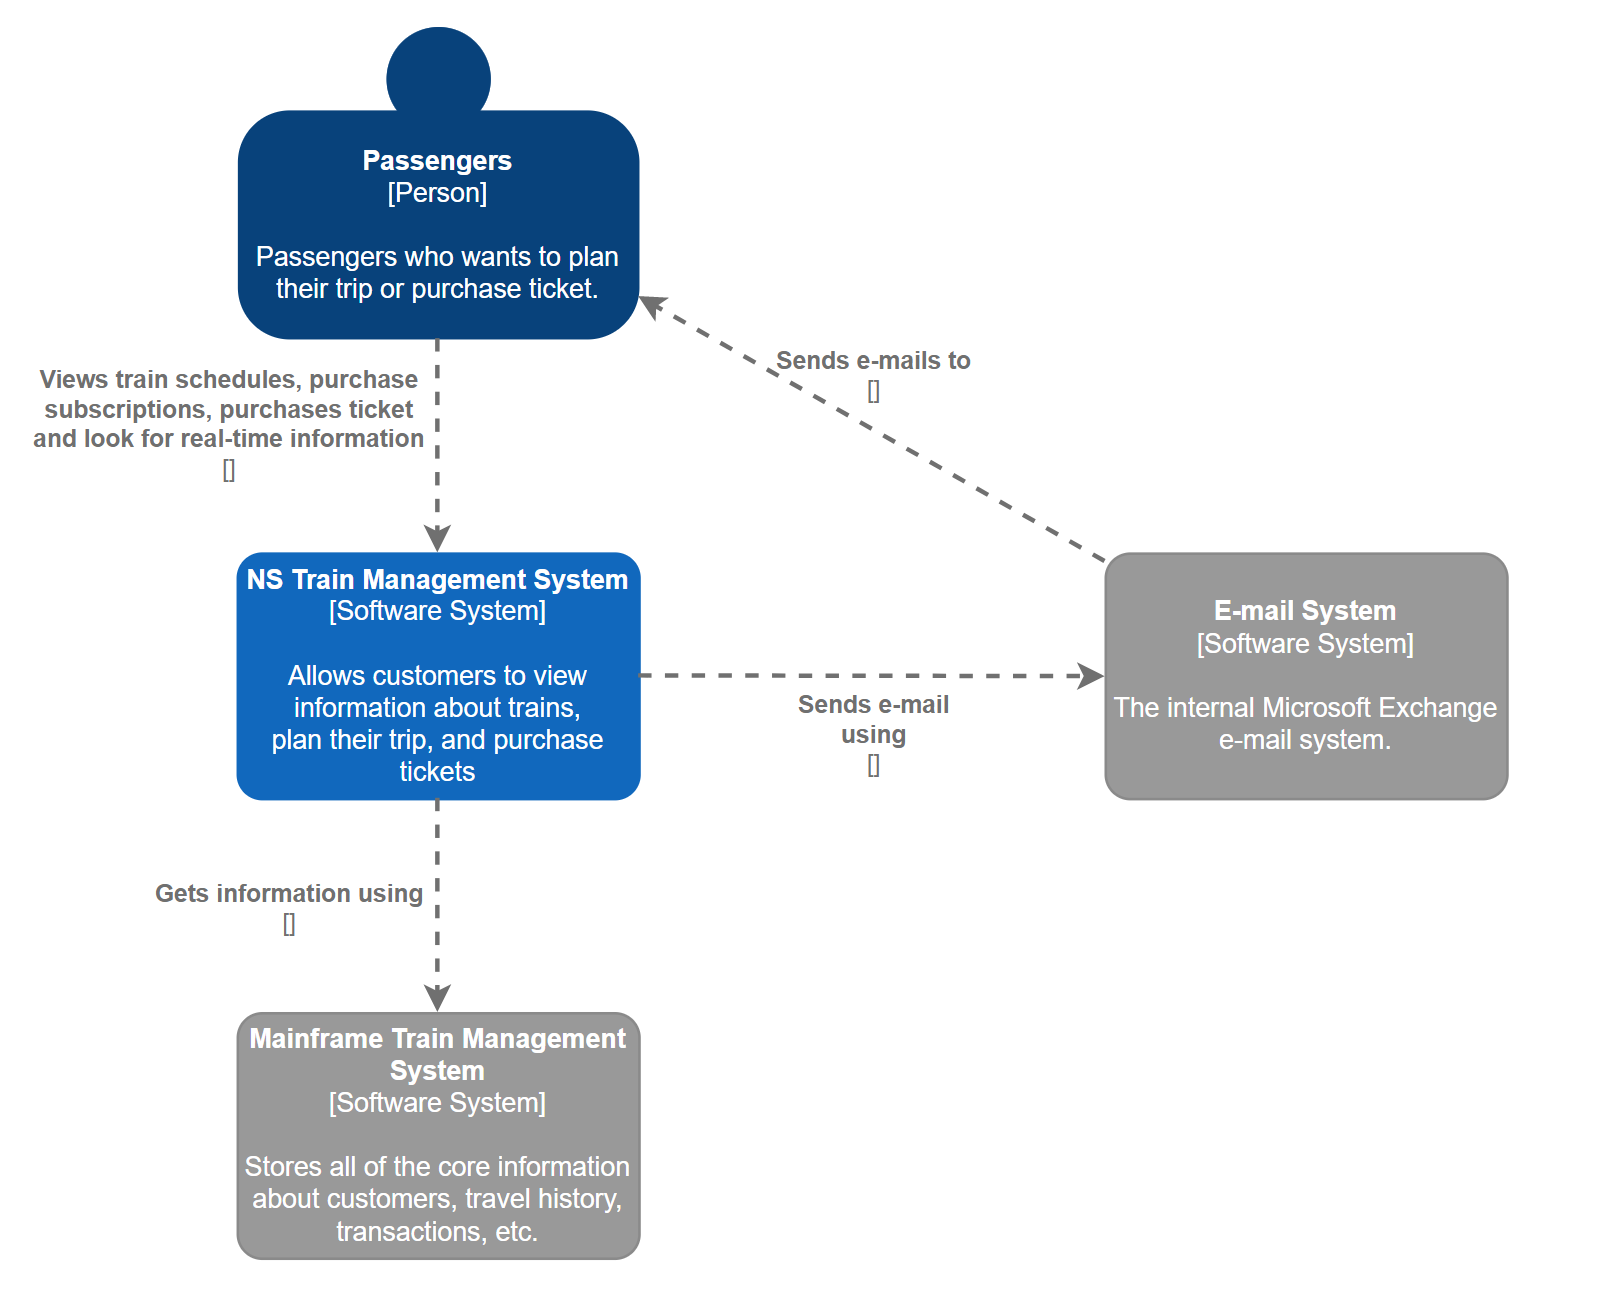 Passengers
[Person]
Passengers who wants to plan
their trip or purchase ticket.
Views train schedules, purchase
subscriptions, purchases ticket
and look for real-time information
[]
Sends e-mails to
[]
NS Train Management System
[Software System]
Allows customers to view
information about trains,
plan their trip, and purchase
tickets
Sends e-mail
using
[]
E-mail System
[Software System]
The internal Microsoft Exchange
e-mail system.
Gets information using
[]
Mainframe Train Management
System
[Software System]
Stores all of the core information
about customers, travel history,
transactions, etc.